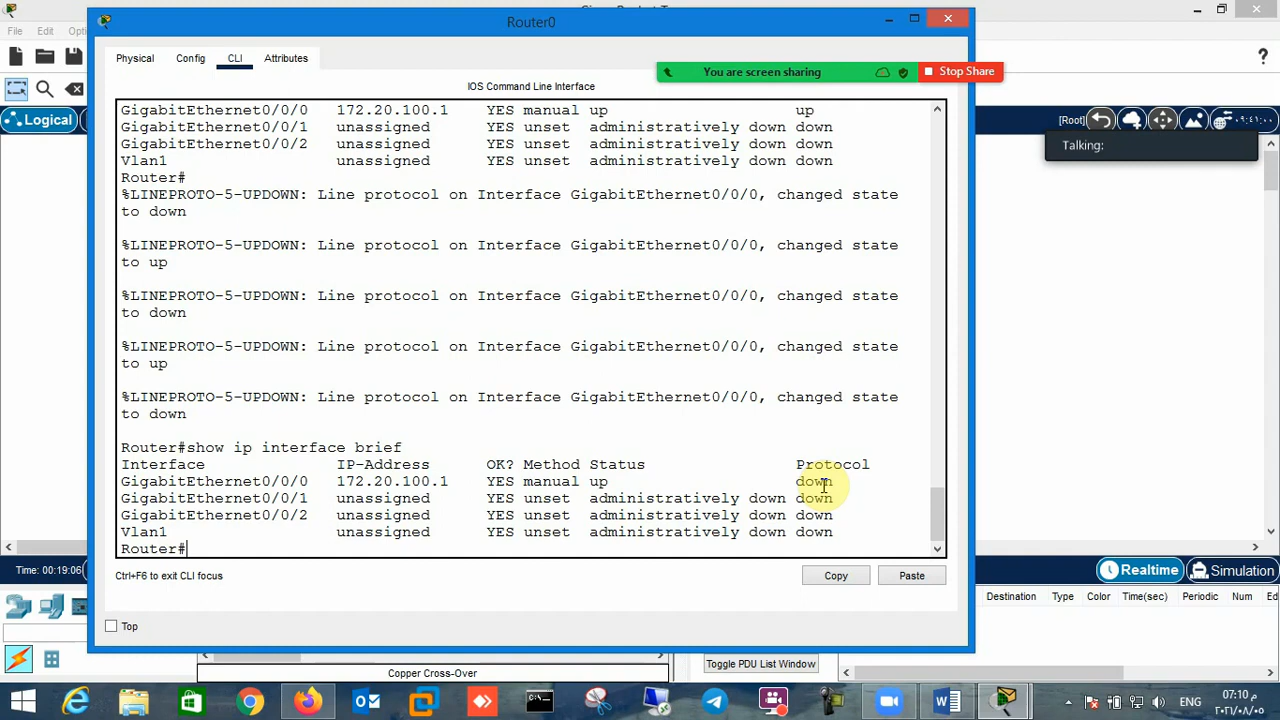 Router0
File Edit Opti
Physical Config CLI Attributes
You are screen sharing
Stop Share
IOS Command Line Interface
Logical
[Root]
٠٩:٤١:٠٠
Talking:
GigabitEthernet0/0/0 172.20.100.1 YES manual up up
GigabitEthernet0/0/1 unassigned YES unset administratively down down
GigabitEthernet0/0/2 unassigned YES unset administratively down down
Vlan1 unassigned YES unset administratively down down
Router#
%LINEPROTO-5-UPDOWN: Line protocol on Interface GigabitEthernet0/0/0, changed state
to down
%LINEPROTO-5-UPDOWN: Line protocol on Interface GigabitEthernet0/0/0, changed state
to up
%LINEPROTO-5-UPDOWN: Line protocol on Interface GigabitEthernet0/0/0, changed state
to down
%LINEPROTO-5-UPDOWN: Line protocol on Interface GigabitEthernet0/0/0, changed state
to up
%LINEPROTO-5-UPDOWN: Line protocol on Interface GigabitEthernet0/0/0, changed state
to down
Router#show ip interface brief
Interface IP-Address OK? Method Status Protocol
GigabitEthernet0/0/0 172.20.100.1 YES manual up down
GigabitEthernet0/0/1 unassigned YES unset administratively down down
GigabitEthernet0/0/2 unassigned YES unset administratively down down
Vlan1 unassigned YES unset administratively down down
Router#
Ctrl+F6 to exit CLI focus
Copy
Paste
Time: 00:19:06
Realtime
Simulation
Destination Type Color Time(sec) Periodic Num Ed
Top
Toggle PDU List Window
Copper Cross-Over
ENG
07:10 م
٢٠٢١/٠٨/٠٥